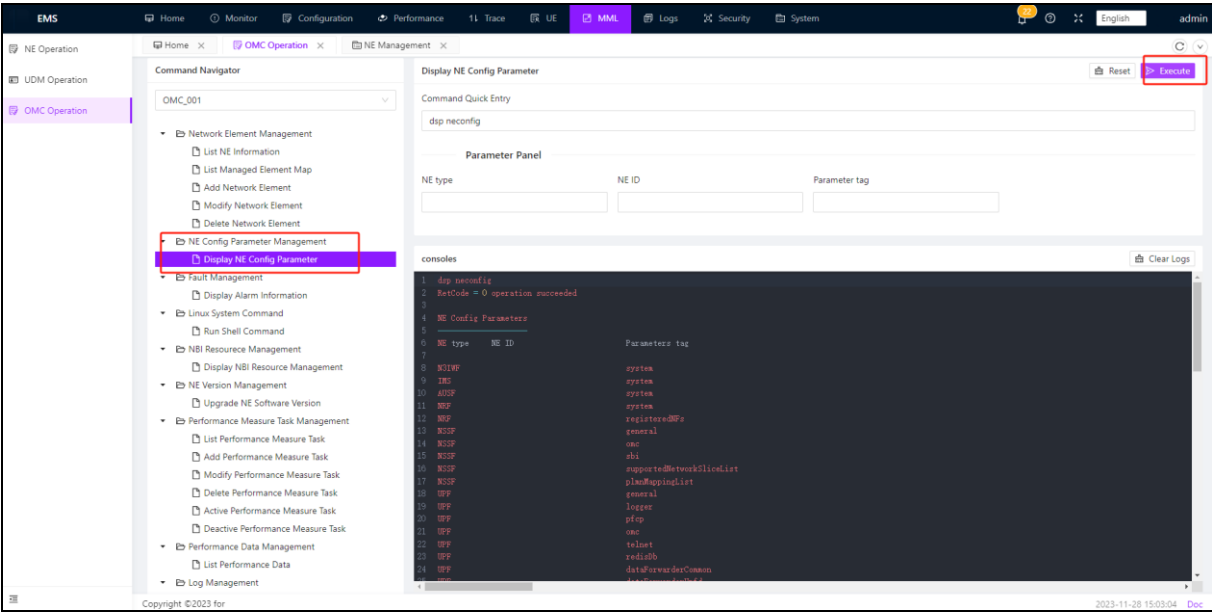 EMS Home Monitor Configuration Performance Trace UE MML Logs Security System 22 English admin
NE Operation
UDM Operation
OMC Operation
Home OMC Operation NE Management
Command Navigator
OMC_001
Network Element Management
List NE Information
List Managed Element Map
Add Network Element
Modify Network Element
Delete Network Element
NE Config Parameter Management
Display NE Config Parameter
Fault Management
Display Alarm Information
Linux System Command
Run Shell Command
NBI Resourece Management
Display NBI Resource Management
NE Version Management
Upgrade NE Software Version
Performance Measure Task Management
List Performance Measure Task
Add Performance Measure Task
Modify Performance Measure Task
Delete Performance Measure Task
Active Performance Measure Task
Deactive Performance Measure Task
Performance Data Management
List Performance Data
Log Management
Display NE Config Parameter Reset Execute
Command Quick Entry
dsp neconfig
Parameter Panel
NE type NE ID Parameter tag
consoles Clear Logs
1 dsp neconfig
2 RetCode = 0 operation succeeded
3
4 NE Config Parameters
5
6 NE type NE ID Parameters tag
7
8 N3IWF system
9 IMS system
10 AUSF system
11 NRF system
12 NRF registeredNFs
13 NSSF general
14 NSSF omc
15 NSSF sbi
16 NSSF supportedNetworkSliceList
17 NSSF plmnMappingList
18 UPF general
19 UPF logger
20 UPF pfcp
21 UPF omc
22 UPF telnet
23 UPF redisDb
24 UPF dataForwarderCommon
Copyright ©2023 for 2023-11-28 15:03:04 Doc